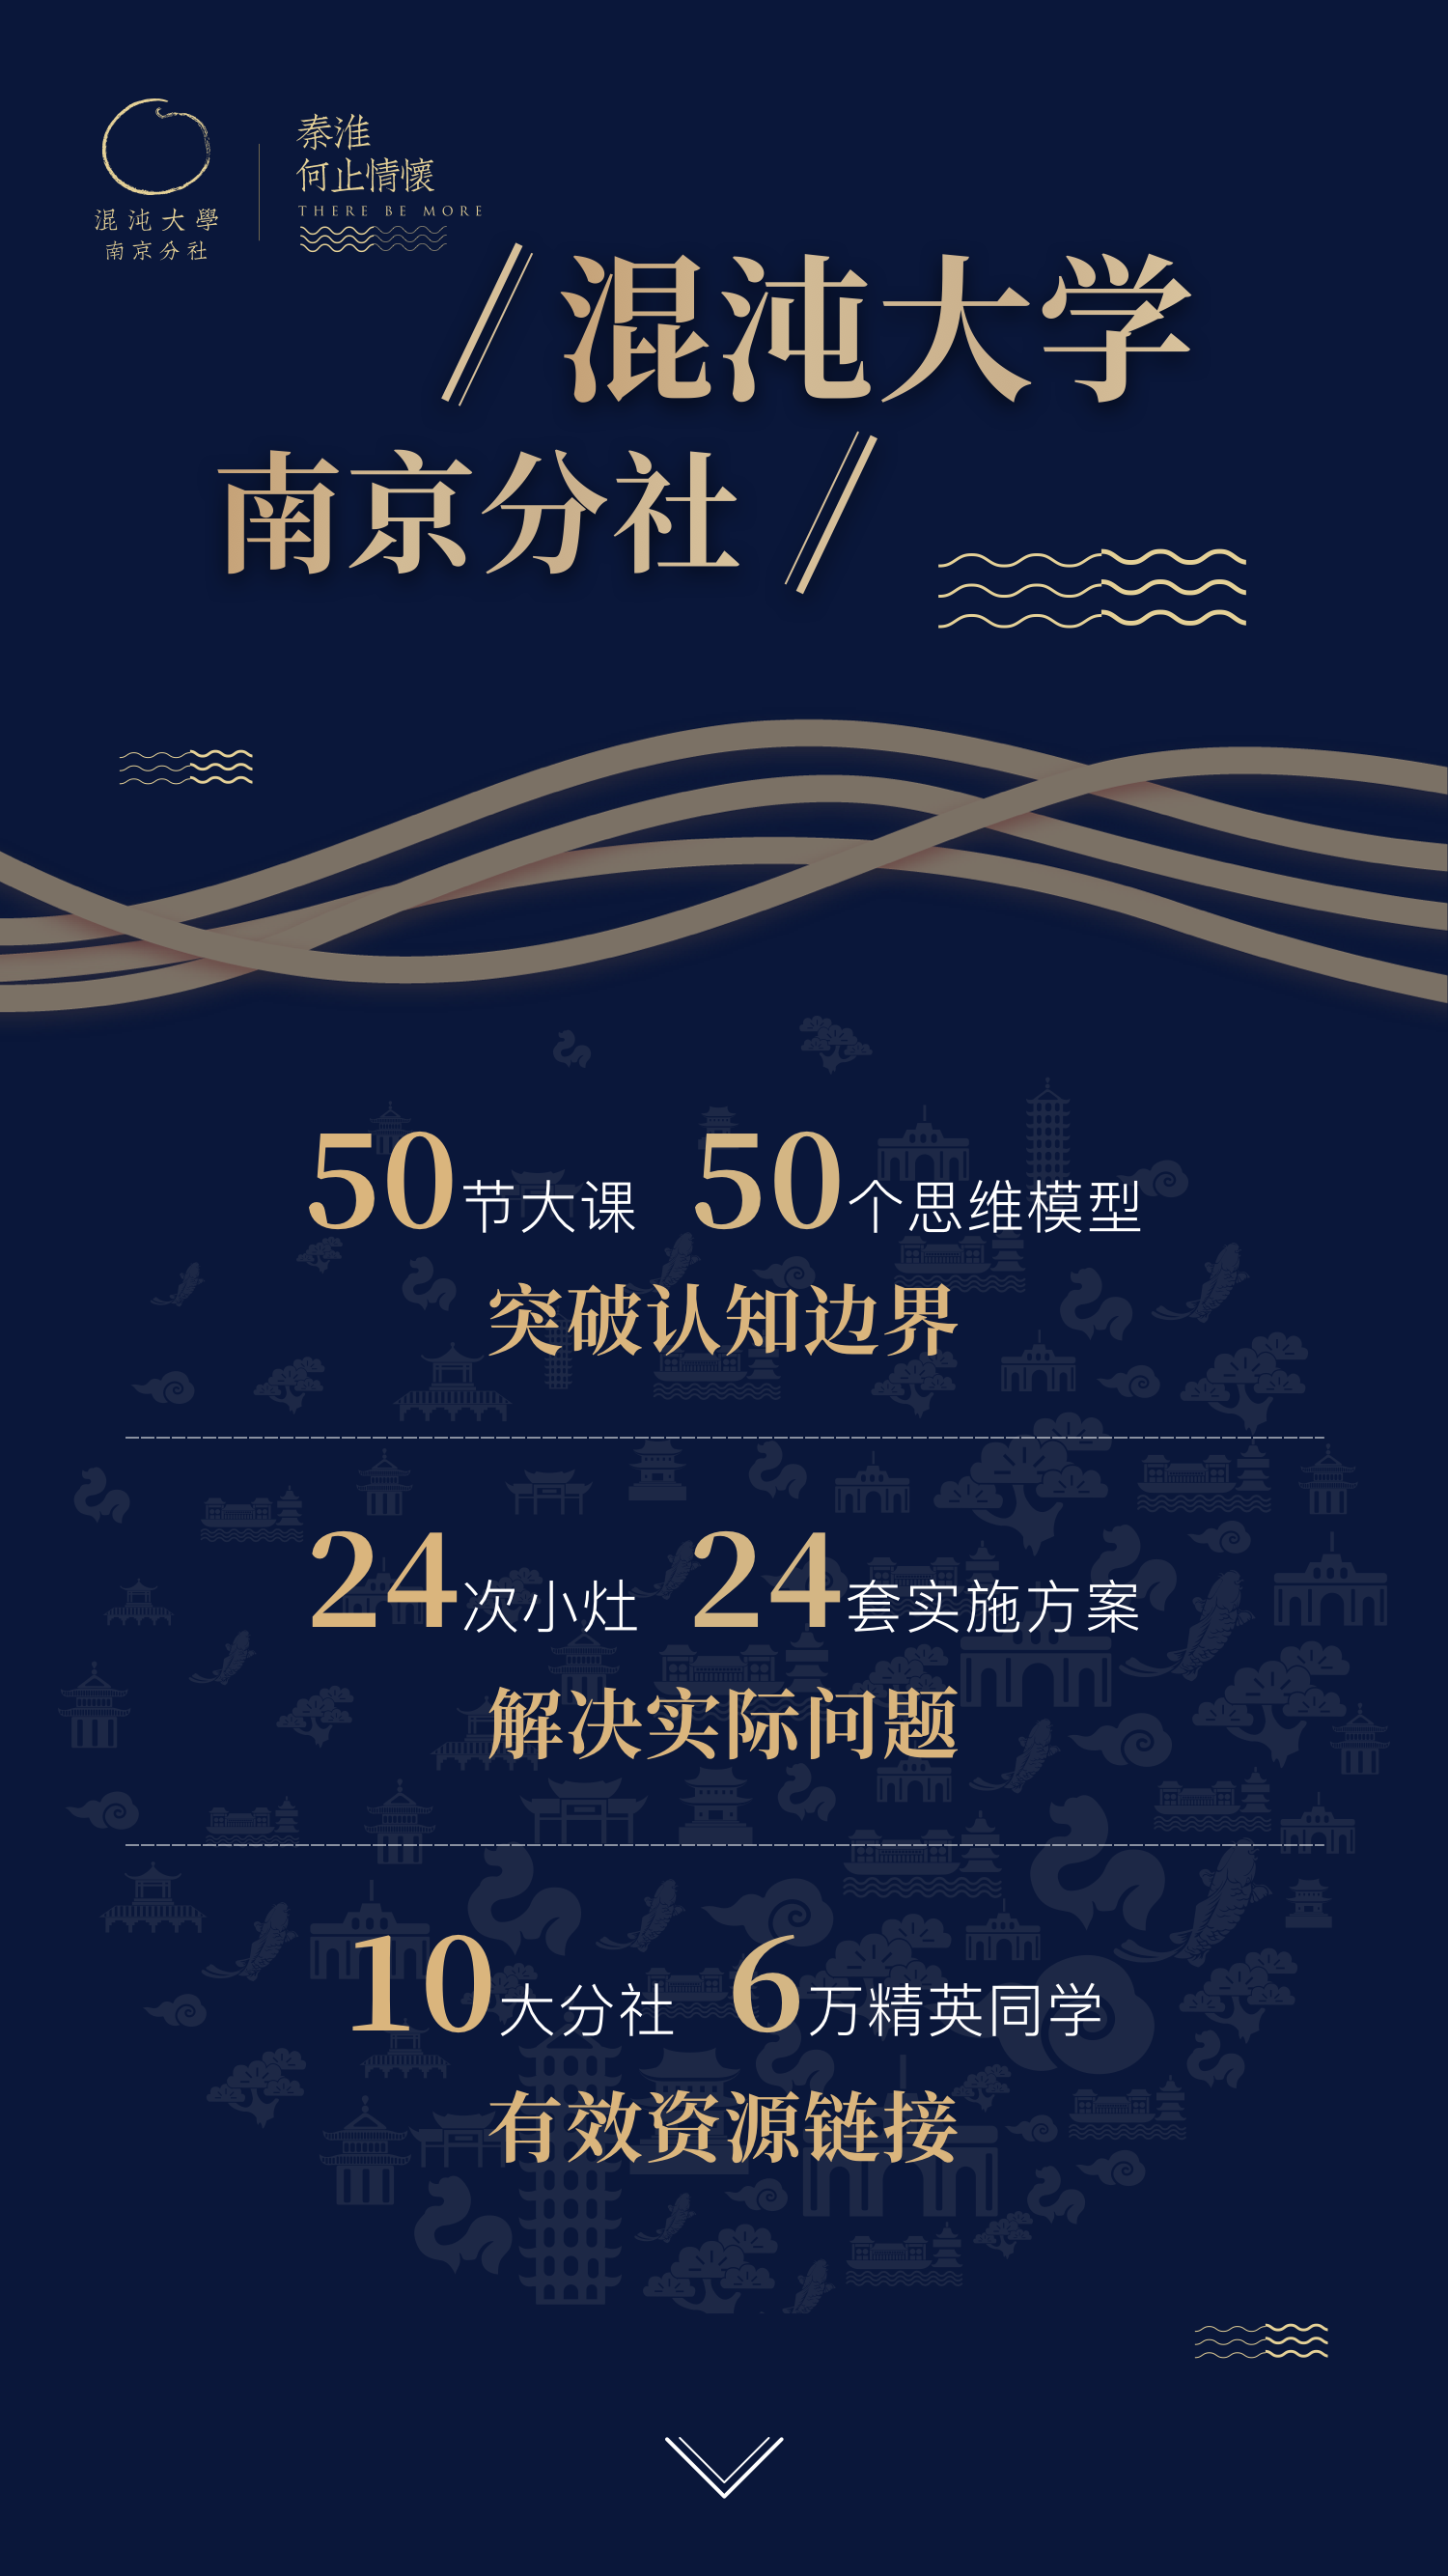 混沌大學
南京分社
秦淮
何止情懷
THERE BE MORE
混沌大学
南京分社
50节大课 50个思维模型
突破认知边界
24次小灶 24套实施方案
解决实际问题
10大分社 6万精英同学
有效资源链接